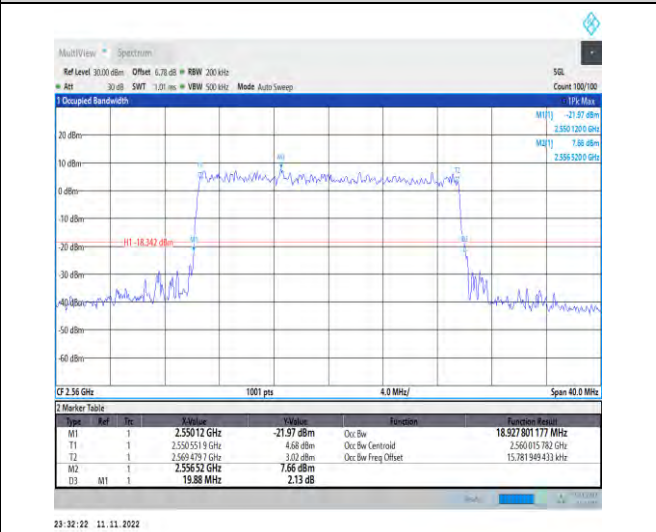 MultiView Spectrum
Ref Level 30.00 dBm Offset 6.78 dB RBW 200 kHz SGL
Att 30 dB SWT 1.01 ms VBW 500 kHz Mode Auto Sweep Count 100/100
1 Occupied Bandwidth 1Pk Max
M1[1] -21.97 dBm
2.550 120 0 GHz
M2[1] 7.66 dBm
2.556 520 0 GHz
20 dBm
10 dBm
0 dBm
-10 dBm
H1 -18.342 dBm
M1
-20 dBm
-30 dBm
-40 dBm
-50 dBm
-60 dBm
CF 2.56 GHz 1001 pts 4.0 MHz/ Span 40.0 MHz
2 Marker Table
Type Ref Trc X-Value Y-Value Function Function Result
M1 1 2.55012 GHz -21.97 dBm Occ Bw 18.927 801 177 MHz
T1 1 2.550 551 9 GHz 4.68 dBm Occ Bw Centroid 2.560 015 782 GHz
T2 1 2.569 479 7 GHz 3.02 dBm Occ Bw Freq Offset 15.781 949 433 kHz
M2 1 2.55652 GHz 7.66 dBm
D3 M1 1 19.88 MHz 2.13 dB
23:32:22 11.11.2022